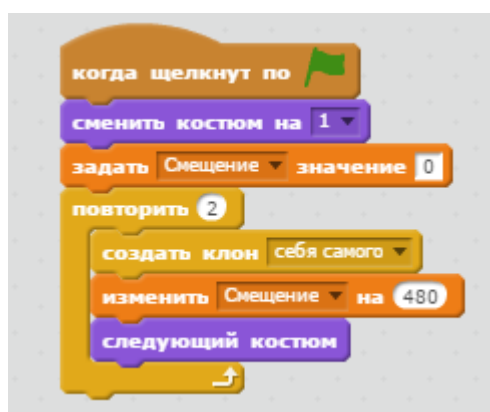 когда щелкнут по
сменить костюм на 1
задать Смещение значение 0
повторить 2
создать клон себя самого
изменить Смещение на 480
следующий костюм